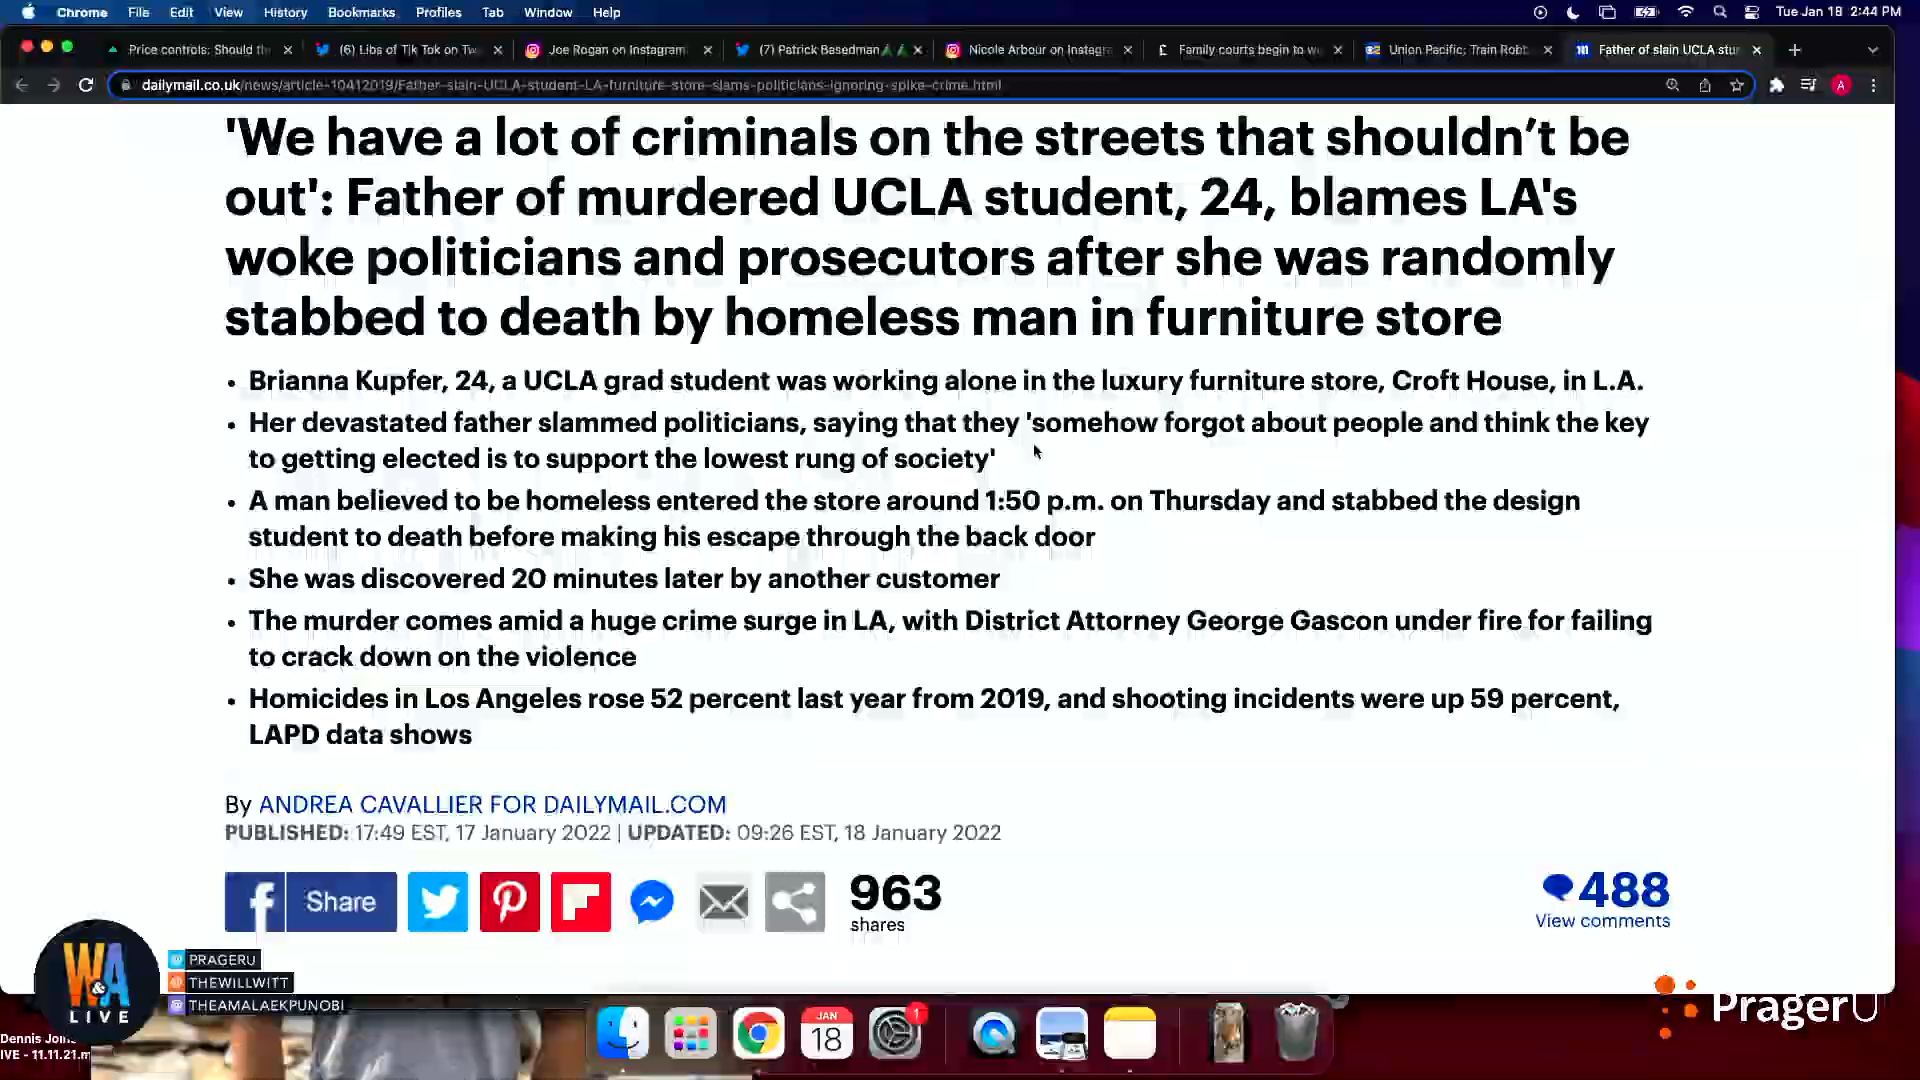 Chrome File Edit View History Bookmarks Profiles Tab Window Help Tue Jan 18 2:44 PM
Price controls: Should th (6) Libs of Tik Tok on Tw Joe Rogan on Instagram (7) Patrick Basedman Nicole Arbour on Instagra Family courts begin to w Union Pacific; Train Robb Father of slain UCLA stu
dailymail.co.uk/news/article-10412019/Father-slain-UCLA-student-LA-furniture-store-slams-politicians-ignoring-spike-crime.html A
'We have a lot of criminals on the streets that shouldn’t be
out': Father of murdered UCLA student, 24, blames LA's
woke politicians and prosecutors after she was randomly
stabbed to death by homeless man in furniture store
• Brianna Kupfer, 24, a UCLA grad student was working alone in the luxury furniture store, Croft House, in L.A.
• Her devastated father slammed politicians, saying that they 'somehow forgot about people and think the key
to getting elected is to support the lowest rung of society'
• A man believed to be homeless entered the store around 1:50 p.m. on Thursday and stabbed the design
student to death before making his escape through the back door
• She was discovered 20 minutes later by another customer
• The murder comes amid a huge crime surge in LA, with District Attorney George Gascon under fire for failing
to crack down on the violence
• Homicides in Los Angeles rose 52 percent last year from 2019, and shooting incidents were up 59 percent,
LAPD data shows
By ANDREA CAVALLIER FOR DAILYMAIL.COM
PUBLISHED: 17:49 EST, 17 January 2022 | UPDATED: 09:26 EST, 18 January 2022
f Share 963
shares
488
View comments
W&A
LIVE
@ PRAGERU
@ THEWILLWITT
@ THEAMALAEKPUNOBI
PragerU
JAN
18
1
Dennis Join
IVE - 11.11.21.m